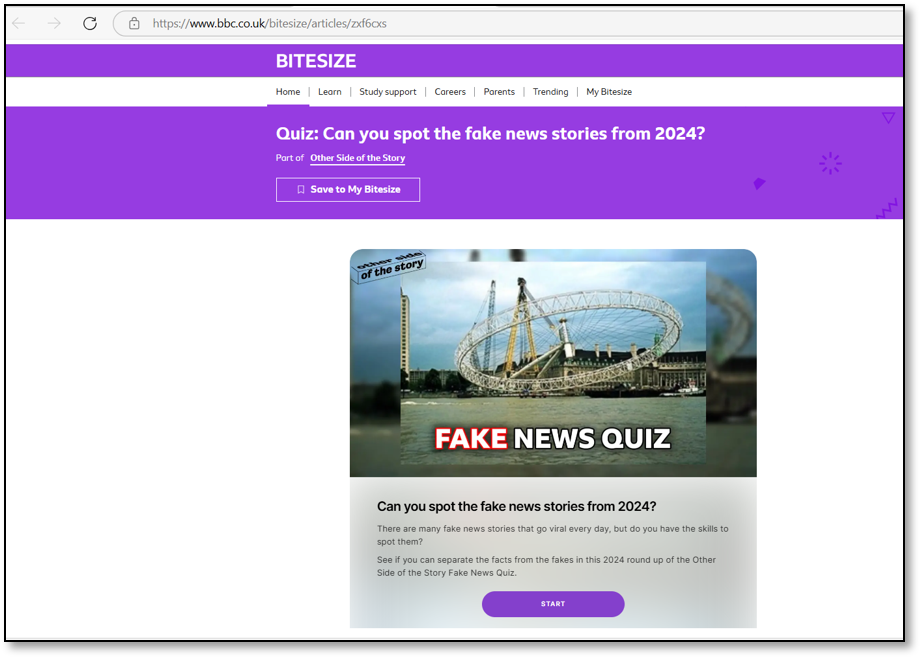 https://www.bbc.co.uk/bitesize/articles/zxf6cxs
BITESIZE
Home | Learn | Study support | Careers | Parents | Trending | My Bitesize
Quiz: Can you spot the fake news stories from 2024?
Part of Other Side of the Story
Save to My Bitesize
other side
of the story
FAKE NEWS QUIZ
Can you spot the fake news stories from 2024?
There are many fake news stories that go viral every day, but do you have the skills to
spot them?
See if you can separate the facts from the fakes in this 2024 round up of the Other
Side of the Story Fake News Quiz.
START